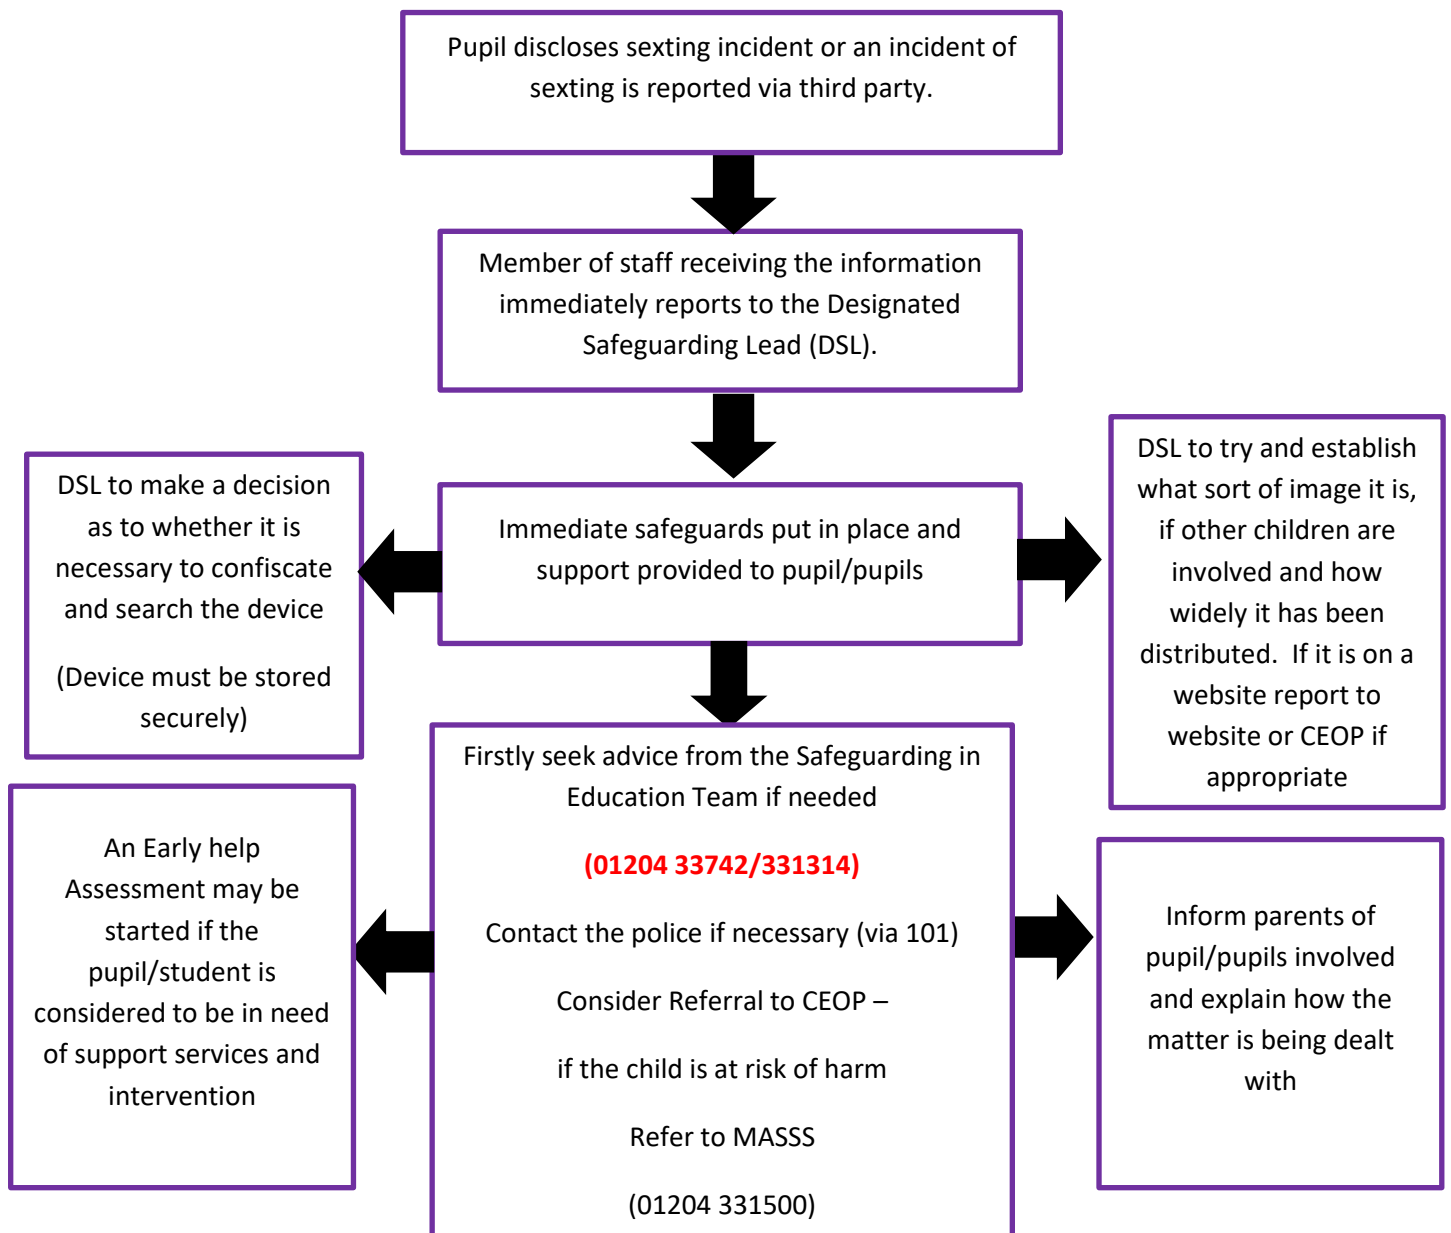 Pupil discloses sexting incident or an incident of
sexting is reported via third party.
Member of staff receiving the information
immediately reports to the Designated
Safeguarding Lead (DSL).
DSL to make a decision
as to whether it is
necessary to confiscate
and search the device
(Device must be stored
securely)
Immediate safeguards put in place and
support provided to pupil/pupils
DSL to try and establish
what sort of image it is,
if other children are
involved and how
widely it has been
distributed.  If it is on a
website report to
website or CEOP if
appropriate
An Early help
Assessment may be
started if the
pupil/student is
considered to be in need
of support services and
intervention
Firstly seek advice from the Safeguarding in
Education Team if needed
(01204 33742/331314)
Contact the police if necessary (via 101)
Consider Referral to CEOP –
if the child is at risk of harm
Refer to MASSS
(01204 331500)
Inform parents of
pupil/pupils involved
and explain how the
matter is being dealt
with